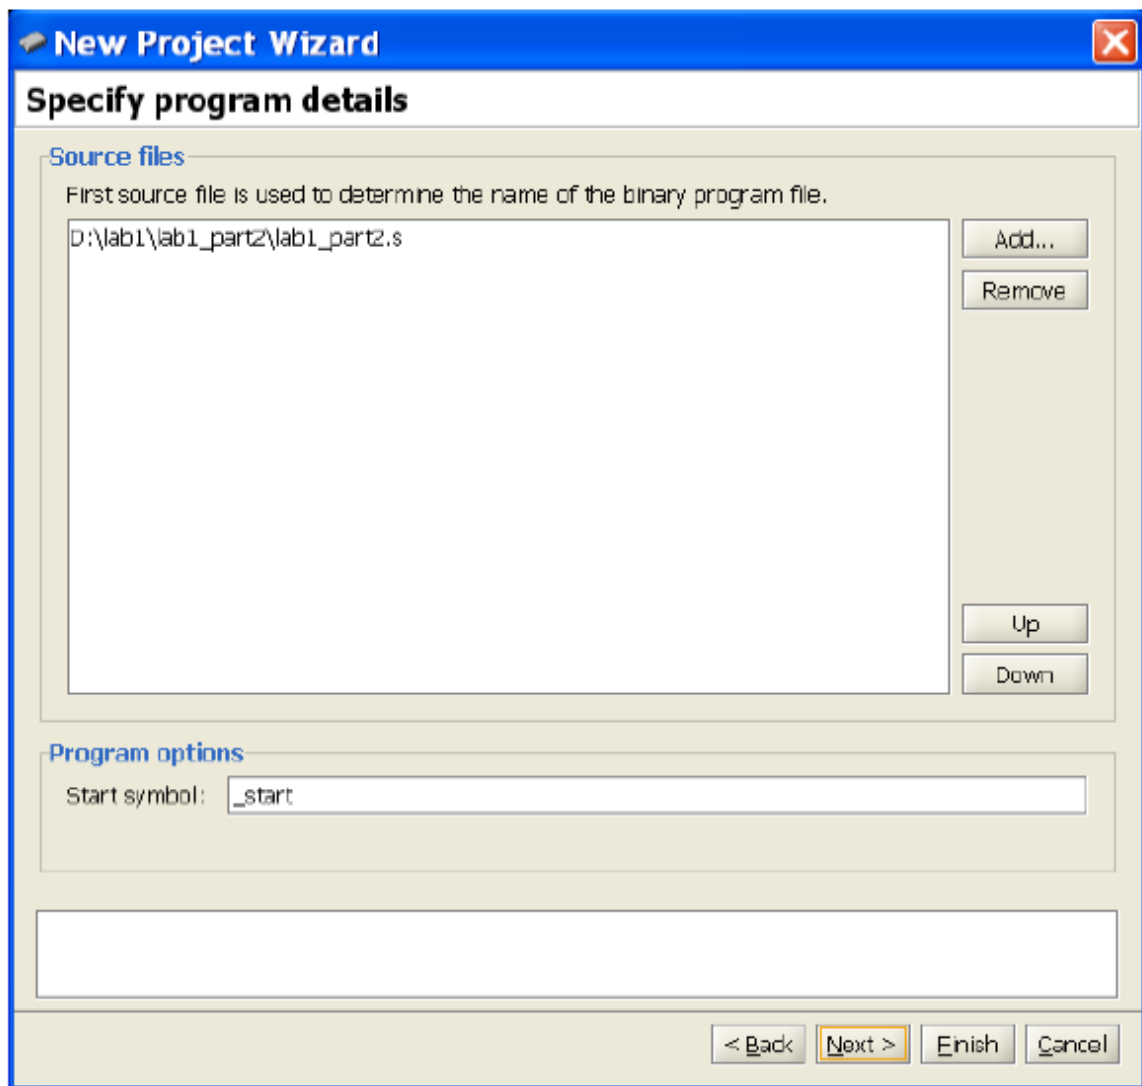 New Project Wizard
Specify program details
Source files
First source file is used to determine the name of the binary program file.
D:\lab1\lab1_part2\lab1_part2.s
Add...
Remove
Up
Down
Program options
Start symbol: _start
< Back Next > Finish Cancel